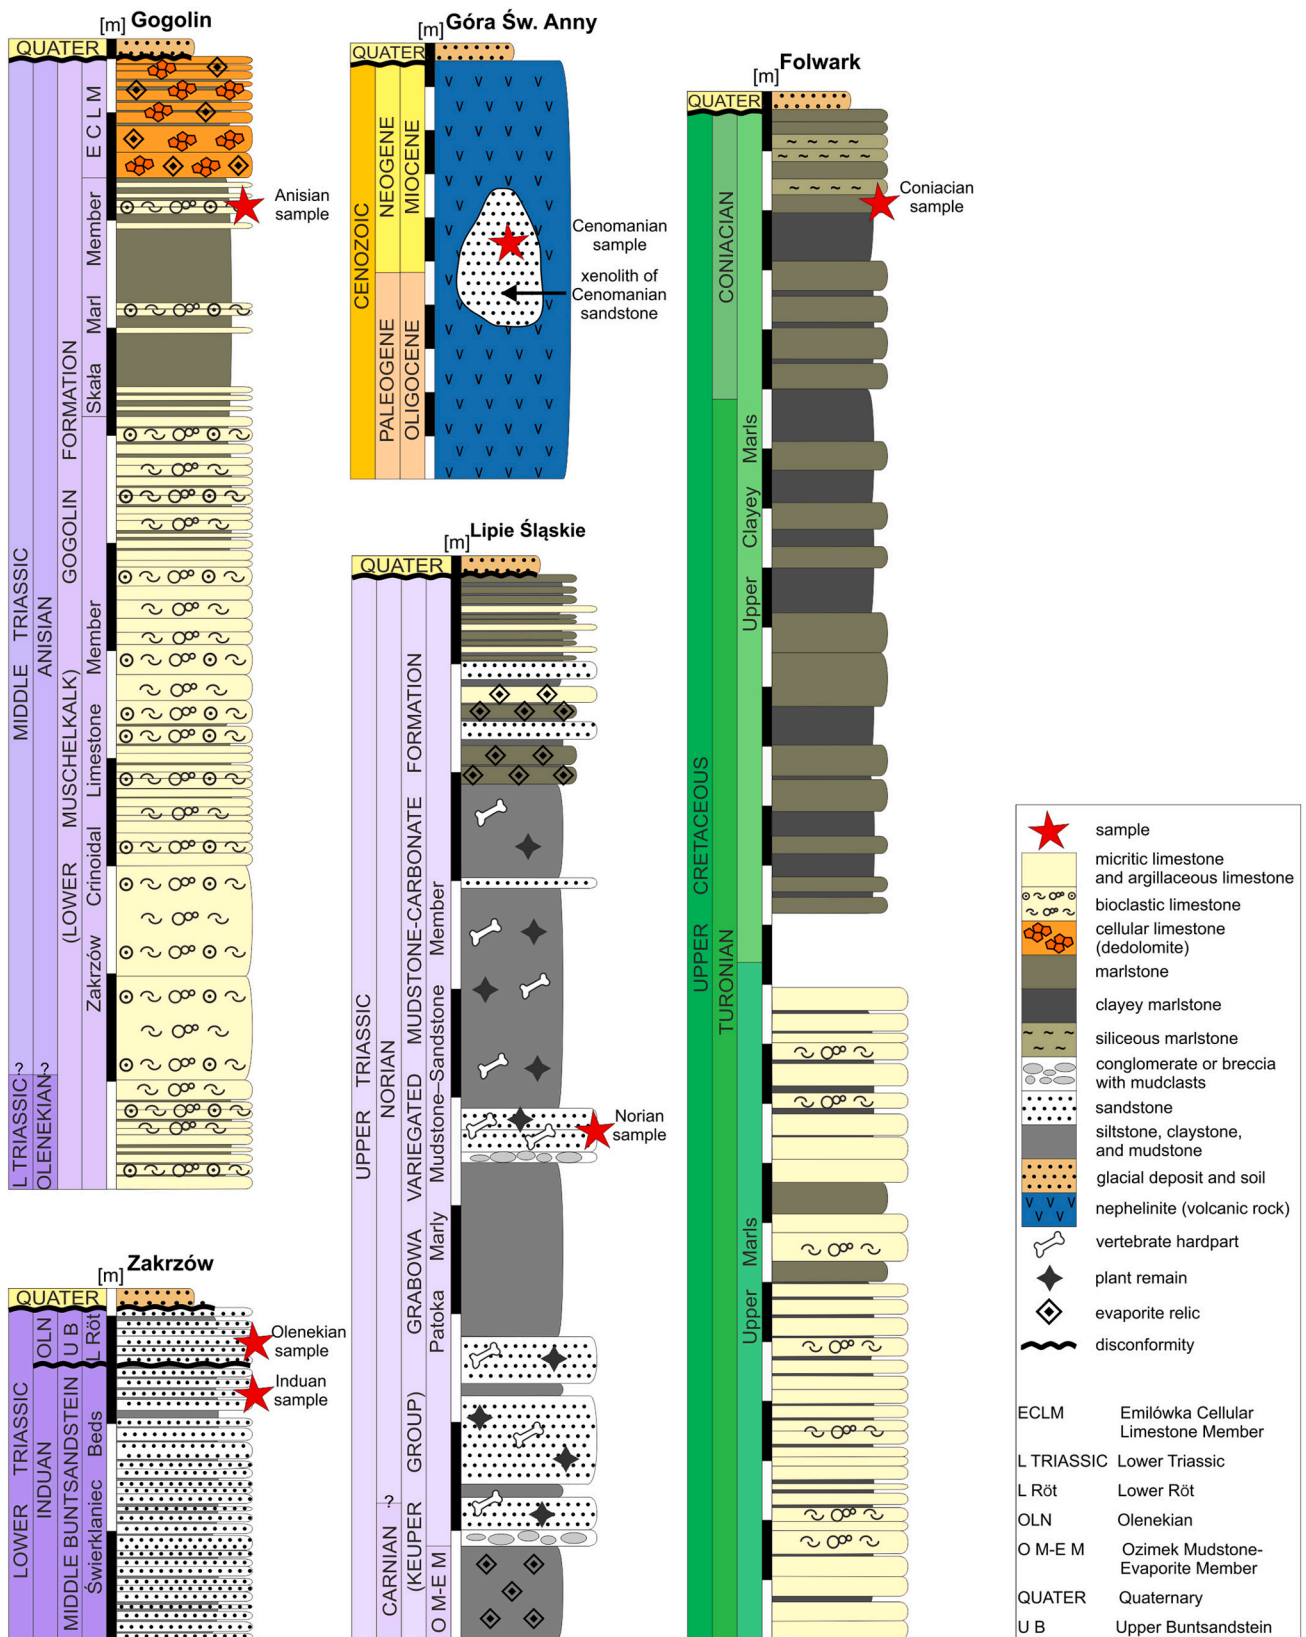 [m] Gogolin
QUATER
MIDDLE TRIASSIC
L TRIASSIC
?
ANISIAN
OLENEKIAN
?
(LOWER MUSCHELKALK)
GOGOLIN FORMATION
E C L M
Skała Marl Member
Zakrzów Crinoidal Limestone Member
Anisian
sample
[m] Góra Św. Anny
QUATER
CENOZOIC
NEOGENE
MIOCENE
PALEOGENE
OLIGOCENE
Cenomanian
sample
xenolith of
Cenomanian
sandstone
Folwark
[m]
QUATER
UPPER CRETACEOUS
CONIACIAN
TURONIAN
Upper Clayey Marls
Upper Marls
Coniacian
sample
[m] Lipie Śląskie
QUATER
UPPER TRIASSIC
NORIAN
?
CARNIAN
(KEUPER GROUP)
GRABOWA VARIEGATED MUDSTONE-CARBONATE FORMATION
Patoka Marly Mudstone—Sandstone Member
O M-E M
Norian
sample
Zakrzów
[m]
QUATER
LOWER TRIASSIC
INDUAN
OLN
MIDDLE BUNTSANDSTEIN
U B
Świerklaniec Beds
L Röt
Olenekian
sample
Induan
sample
sample
micritic limestone
and argillaceous limestone
bioclastic limestone
cellular limestone
(dedolomite)
marlstone
clayey marlstone
siliceous marlstone
conglomerate or breccia
with mudclasts
sandstone
siltstone, claystone,
and mudstone
glacial deposit and soil
nephelinite (volcanic rock)
vertebrate hardpart
plant remain
evaporite relic
disconformity
ECLM Emilówka Cellular
Limestone Member
L TRIASSIC Lower Triassic
L Röt Lower Röt
OLN Olenekian
O M-E M Ozimek Mudstone-
Evaporite Member
QUATER Quaternary
U B Upper Buntsandstein